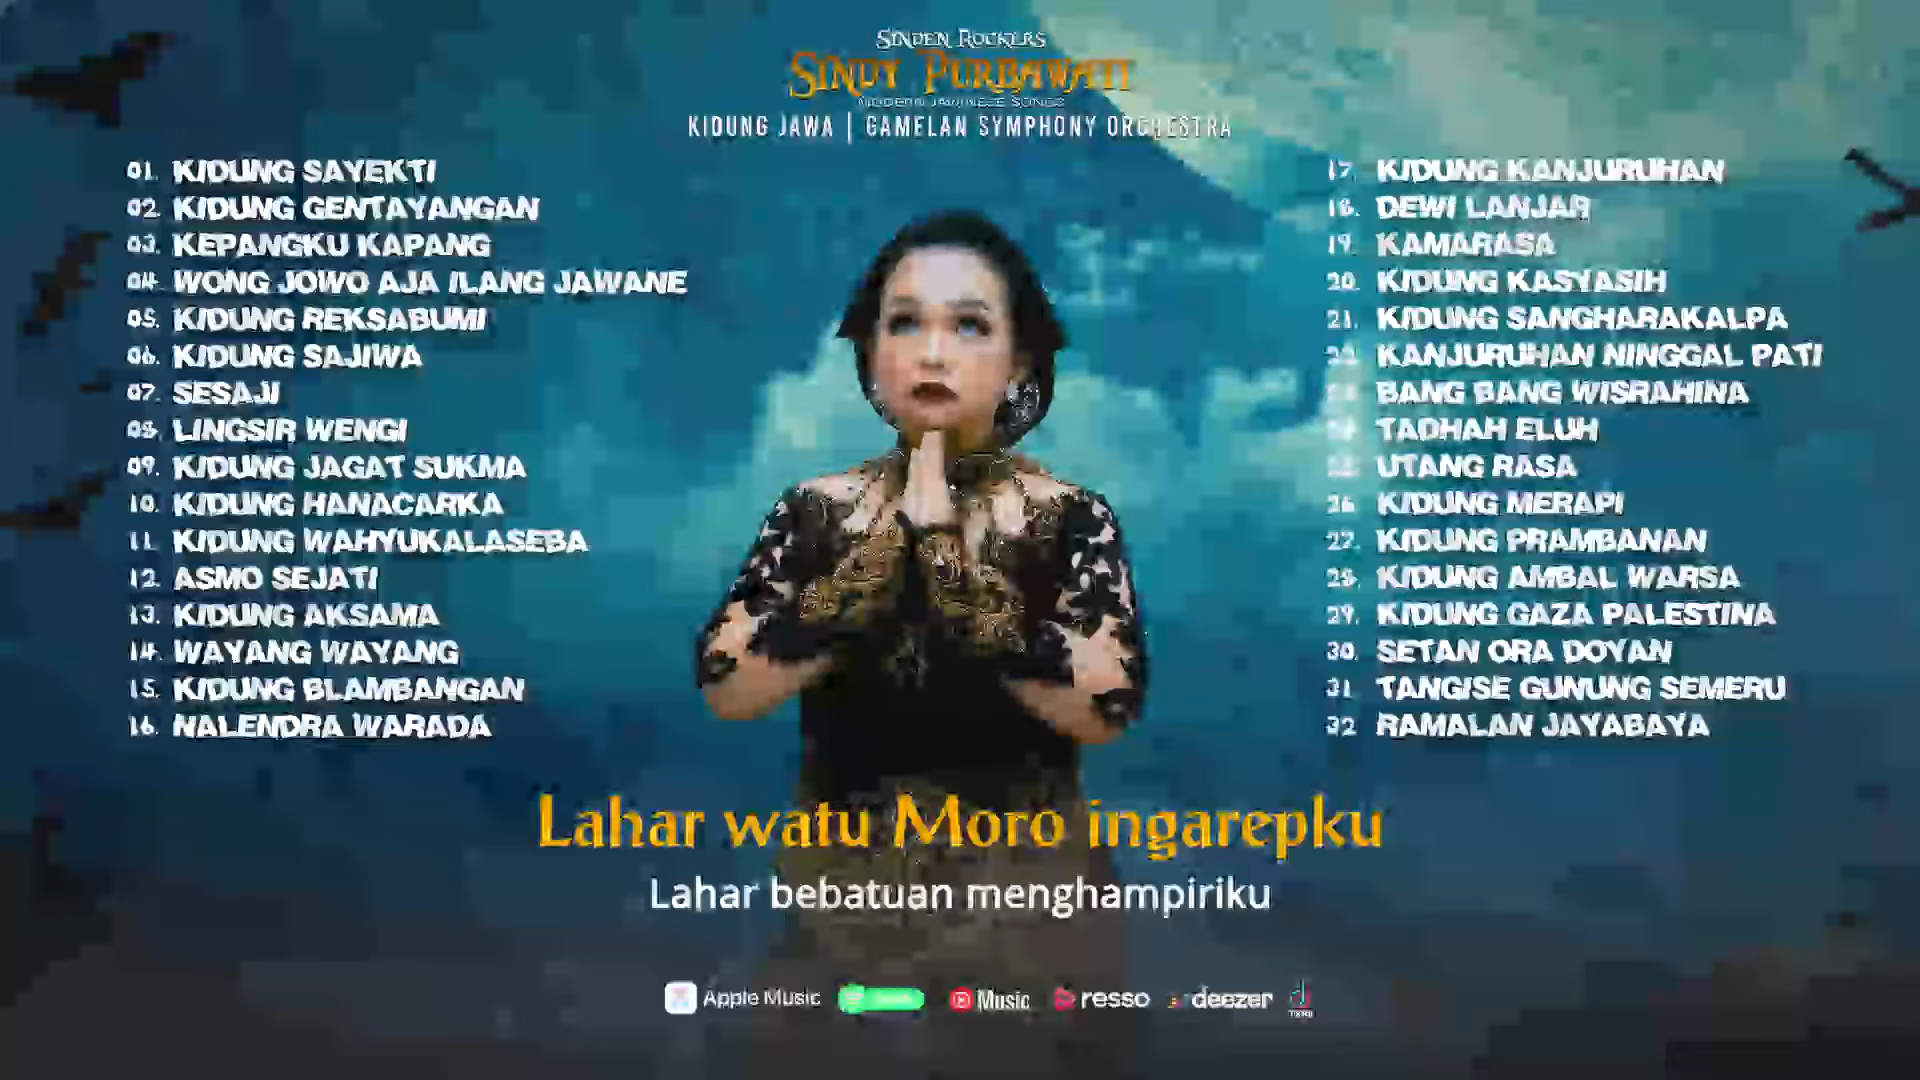 SINDEN ROCKERS
SINDY PURBAWATI
MODERN JAVANESE SONGS
KIDUNG JAWA | GAMELAN SYMPHONY ORCHESTRA
01. KIDUNG SAYEKTI
02. KIDUNG GENTAYANGAN
03. KEPANGKU KAPANG
04. WONG JOWO AJA ILANG JAWANE
05. KIDUNG REKSABUMI
06. KIDUNG SAJIWA
07. SESAJI
08. LINGSIR WENGI
09. KIDUNG JAGAT SUKMA
10. KIDUNG HANACARKA
11. KIDUNG WAHYUKALASEBA
12. ASMO SEJATI
13. KIDUNG AKSAMA
14. WAYANG WAYANG
15. KIDUNG BLAMBANGAN
16. NALENDRA WARADA
17. KIDUNG KANJURUHAN
18. DEWI LANJAR
19. KAMARASA
20. KIDUNG KASYASIH
21. KIDUNG SANGHARAKALPA
KANJURUHAN NINGGAL PATI
BANG BANG WISRAHINA
TADHAH ELUH
UTANG RASA
26. KIDUNG MERAPI
27. KIDUNG PRAMBANAN
28. KIDUNG AMBAL WARSA
29. KIDUNG GAZA PALESTINA
30. SETAN ORA DOYAN
31. TANGISE GUNUNG SEMERU
32 RAMALAN JAYABAYA
Lahar watu Moro ingarepku
Lahar bebatuan menghampiriku
Apple Music
Music
resso
deezer